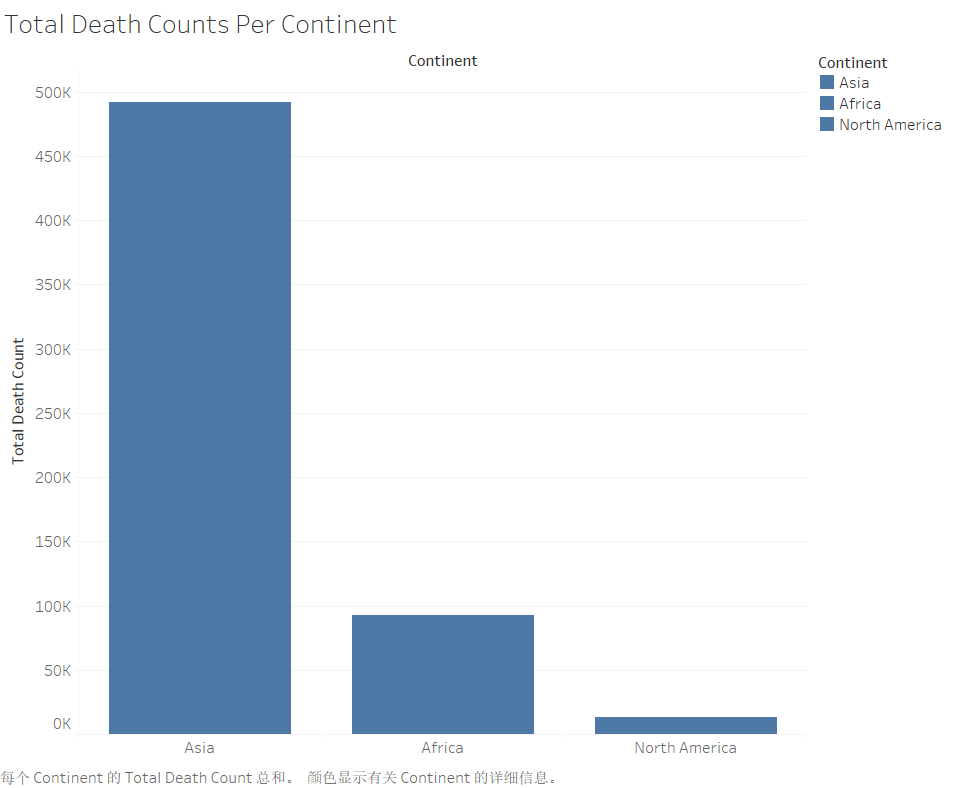 Total Death Counts Per Continent
Continent
Continent
Asia
Africa
North America
Total Death Count
500K
450K
400K
350K
300K
250K
200K
150K
100K
50K
0K
Asia
Africa
North America
每个 Continent 的 Total Death Count 总和。 颜色显示有关 Continent 的详细信息。